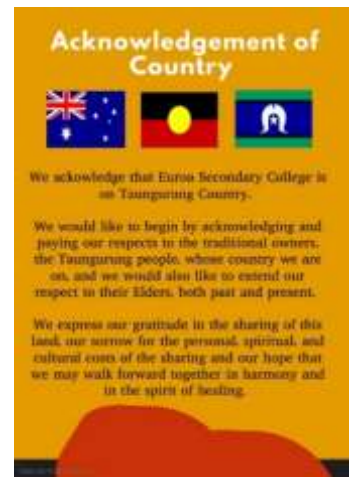 Acknowledgement of
Country
We ackowledge that Euroa Secondary College is
on Taungurung Country.
We would like to begin by acknowledging and
paying our respects to the traditional owners,
the Taungurung people, whose country we are
on, and we would also like to extend our
respect to their Elders, both past and present.
We express our gratitude in the sharing of this
land, our sorrow for the personal, spiritual, and
cultural costs of the sharing and our hope that
we may walk forward together in harmony and
in the spirit of healing.